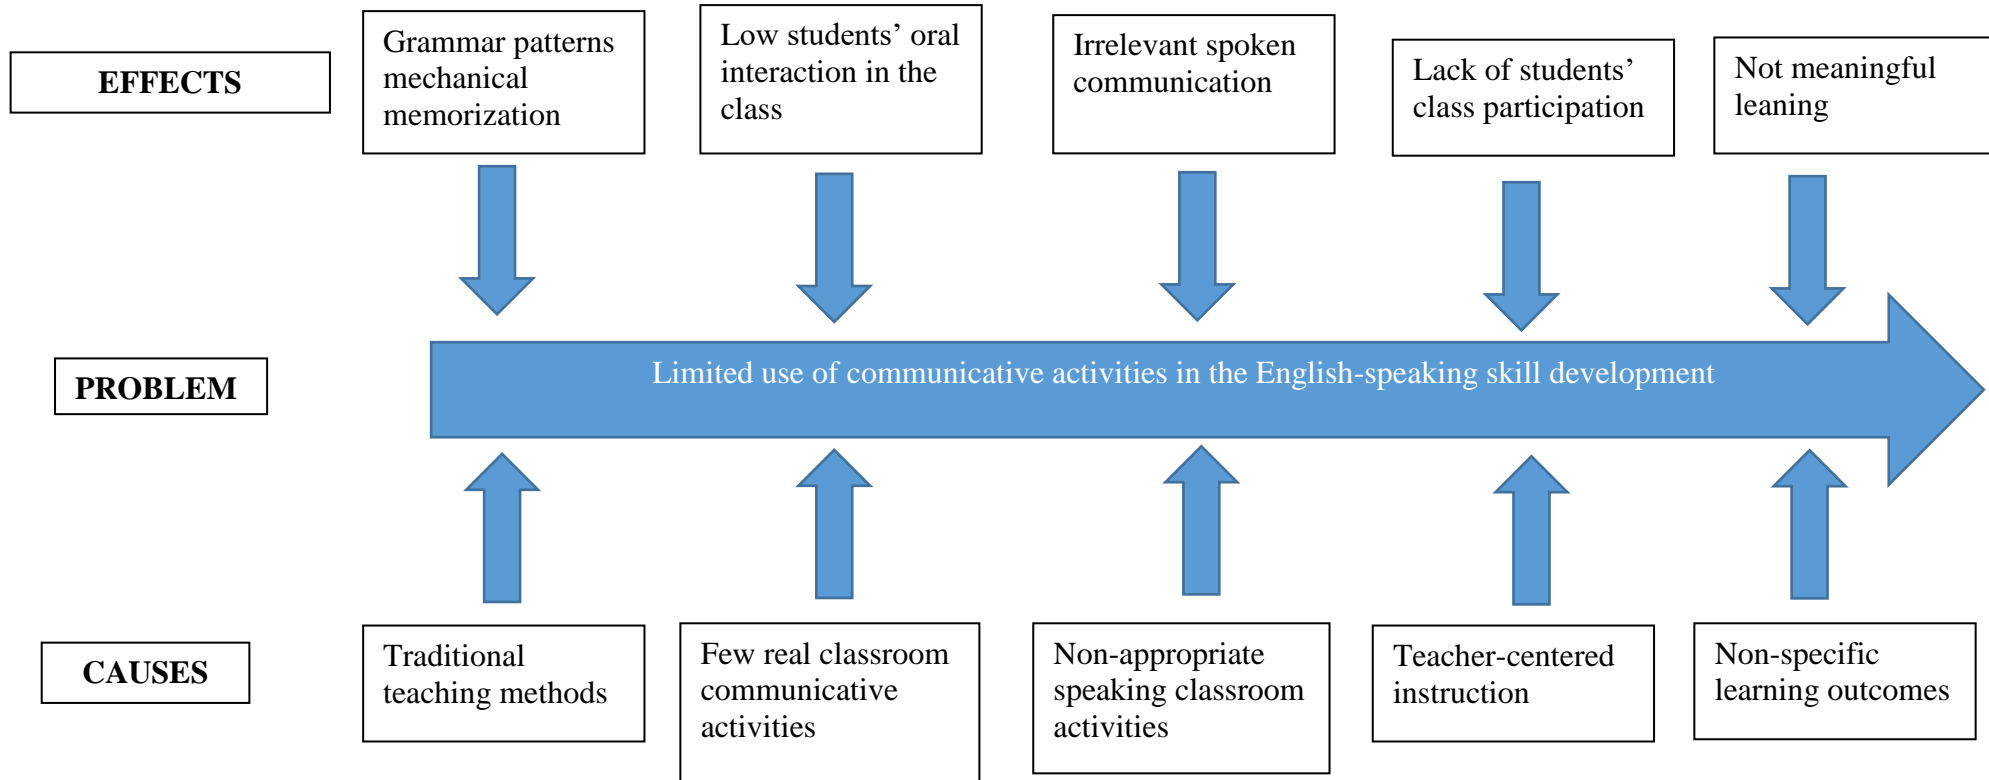 EFFECTS
Grammar patterns
mechanical
memorization
Low students’ oral
interaction in the
class
Irrelevant spoken
communication
Lack of students’
class participation
Not meaningful
leaning
PROBLEM
Limited use of communicative activities in the English-speaking skill development
CAUSES
Traditional
teaching methods
Few real classroom
communicative
activities
Non-appropriate
speaking classroom
activities
Teacher-centered
instruction
Non-specific
learning outcomes